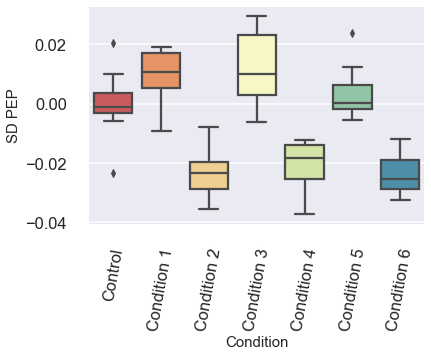 0.02
0.00
−0.02
−0.04
SD PEP
Control
Condition 1
Condition 2
Condition 3
Condition 4
Condition 5
Condition 6
Condition